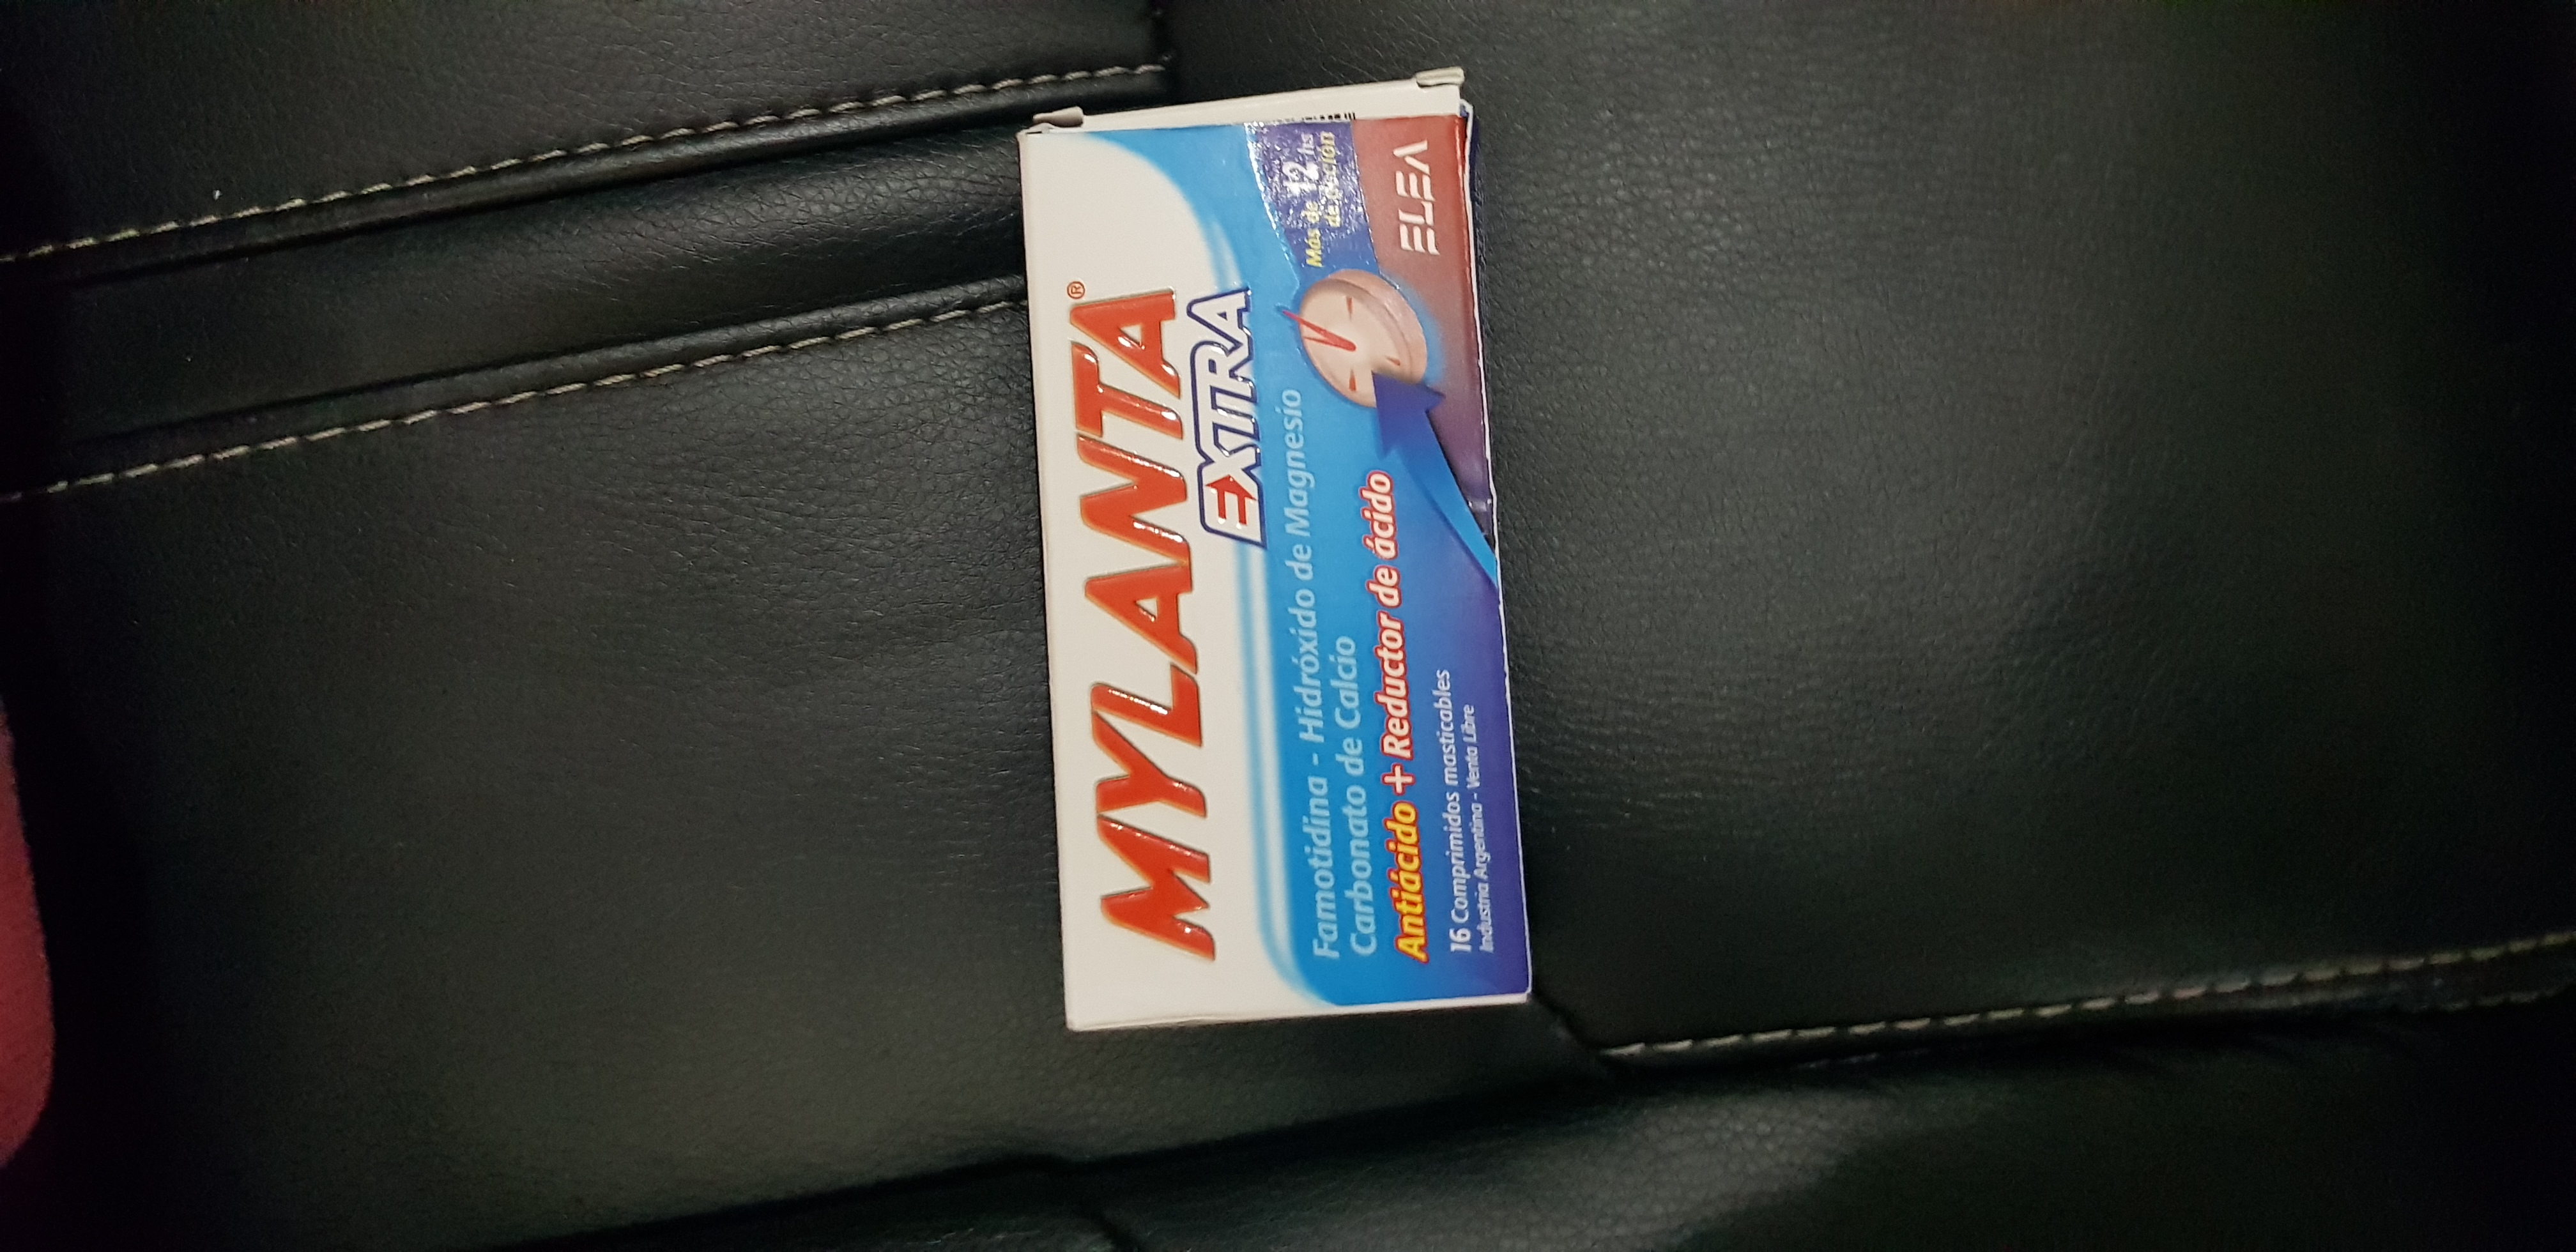 MYLANTA®
EXTRA
Famotidina - Hidróxido de Magnesio
Carbonato de Calcio
Antiácido + Reductor de ácido
16 Comprimidos masticables
Industria Argentina - Venta Libre
Más de 12 hs
de acción
ELEA